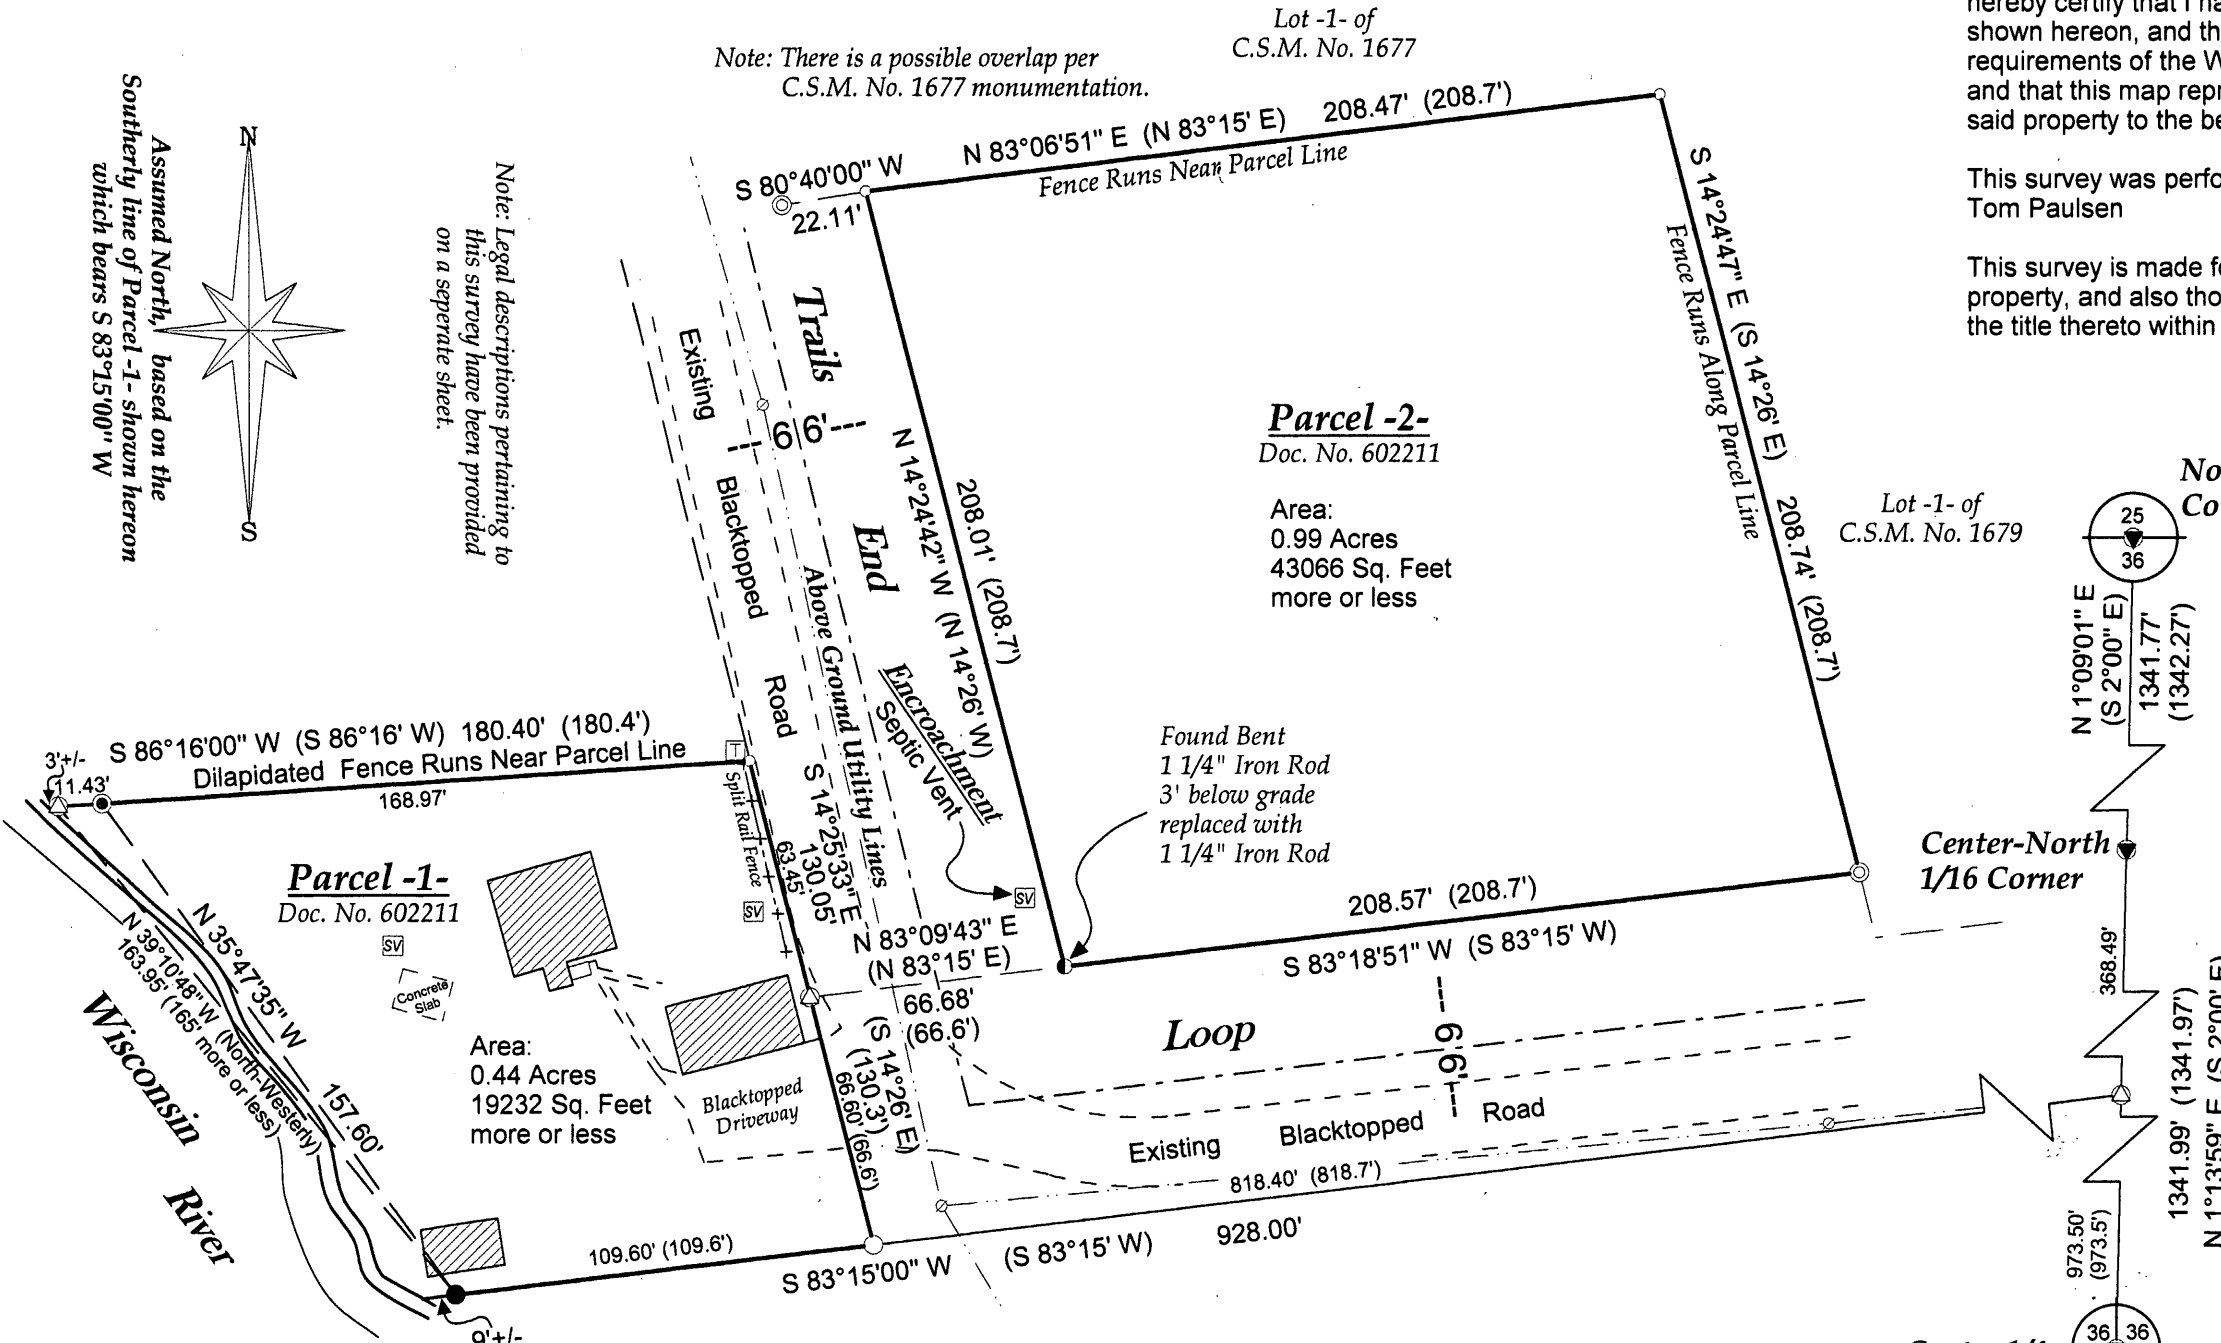 Lot -1- of
C.S.M. No. 1677
Note: There is a possible overlap per
C.S.M. No. 1677 monumentation.
shown hereon, and
requirements of the
and that this map
said property to the
This survey was
Tom Paulsen
This survey is made
property, and also
the title thereto within
N
S
Assumed North, based on the
Southerly line of Parcel -1- shown hereon
which bears S 83°15'00" W
Note: Legal descriptions pertaining to
this survey have been provided
on a seperate sheet.
S 80°40'00" W
22.11'
N 83°06'51" E (N 83°15' E) 208.47' (208.7')
Fence Runs Near Parcel Line
S 14°24'47" E (S 14°26' E) 208.74' (208.7')
Fence Runs Along Parcel Line
Trails End
Existing Blacktopped Road
66'
Above Ground Utility Lines
208.01' (208.7')
N 14°24'42" W (N 14°26' W)
Parcel -2-
Doc. No. 602211
Area:
0.99 Acres
43066 Sq. Feet
more or less
Lot -1- of
C.S.M. No. 1679
25
36
N 1°09'01" E
(S 2°00" E)
1341.77'
(1342.27')
Encroachment
Septic Vent
SV
Found Bent
1 1/4" Iron Rod
3' below grade
replaced with
1 1/4" Iron Rod
Center-North
1/16 Corner
368.49'
208.57' (208.7')
S 83°18'51" W (S 83°15' W)
S 86°16'00" W (S 86°16' W) 180.40' (180.4')
Dilapidated Fence Runs Near Parcel Line
3'+/-
11.43'
168.97'
T
Split Rail Fence
SV
63.45'
130.05'
S 14°25'33" E
(S 14°26' E)
(130.3')
66.60' (66.6')
N 83°09'43" E
(N 83°15' E)
66.68'
(66.6')
Parcel -1-
Doc. No. 602211
SV
Concrete
Slab
Area:
0.44 Acres
19232 Sq. Feet
more or less
Blacktopped
Driveway
N 35°47'35" W 157.60'
N 39°10'48" W (North-Westerly)
163.95' (165' more or less)
Wisconsin River
Loop
66'
Existing Blacktopped Road
818.40' (818.7')
109.60' (109.6')
S 83°15'00" W (S 83°15' W) 928.00'
9'+/-
1341.99' (1341.97')
N 1°13'59" E (S 2°00' E)
973.50'
(973.5')
36 36